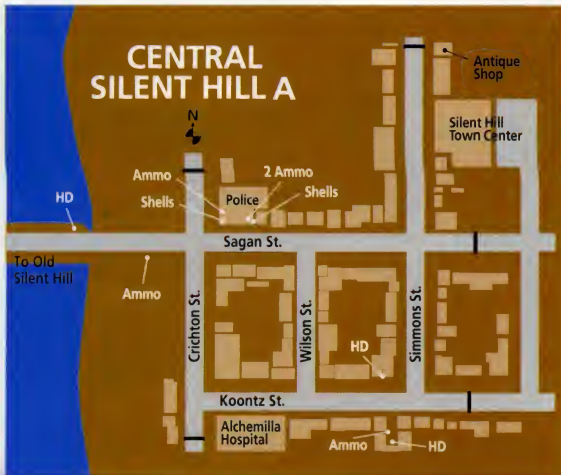 CENTRAL
SILENT HILL A
N
Antique
Shop
Silent Hill
Town Center
Ammo
2 Ammo
Shells
Police
Shells
HD
Sagan St.
To Old
Silent Hill
Ammo
Crichton St.
Wilson St.
Simmons St.
HD
Koontz St.
Alchemilla
Hospital
Ammo
HD